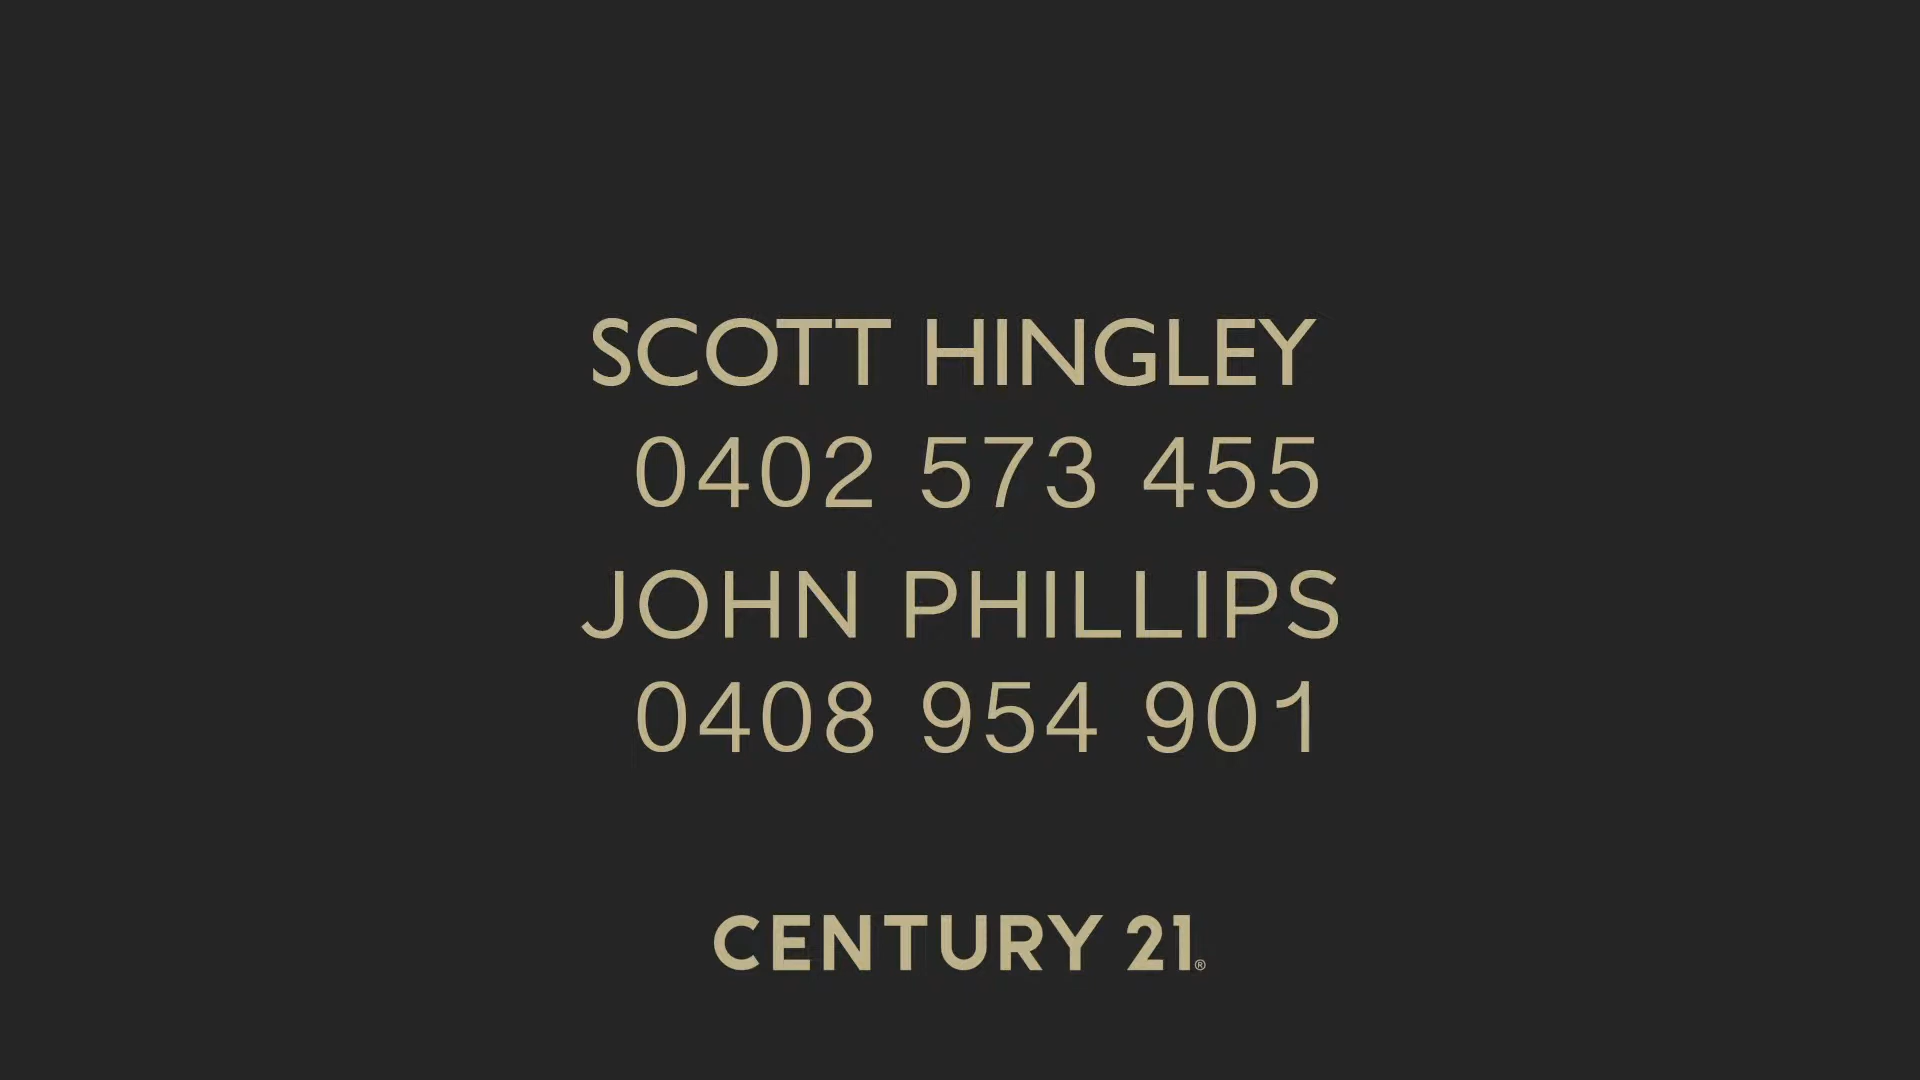 SCOTT HINGLEY
0402 573 455
JOHN PHILLIPS
0408 954 901
CENTURY 21®